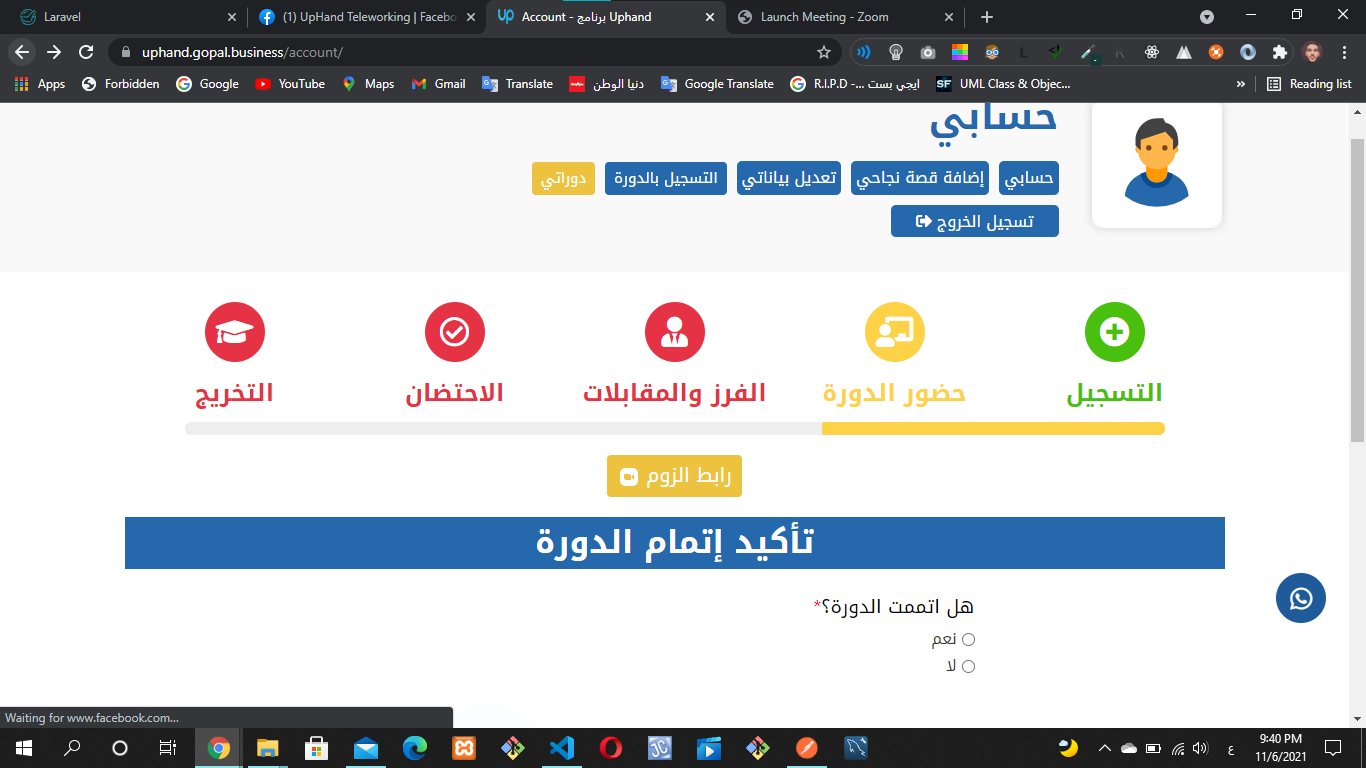 Laravel
(1) UpHand Teleworking | Facebo
Account - برنامج Uphand
Launch Meeting - Zoom
uphand.gopal.business/account/
Apps
Forbidden
Google
YouTube
Maps
Gmail
Translate
دنيا الوطن
Google Translate
R.I.P.D -... ايجي بست
UML Class & Objec...
»
Reading list
حسابي
حسابي
إضافة قصة نجاحي
تعديل بياناتي
التسجيل بالدورة
دوراتي
تسجيل الخروج
التسجيل
حضور الدورة
الفرز والمقابلات
الاحتضان
التخريج
رابط الزوم
تأكيد إتمام الدورة
هل اتممت الدورة؟*
نعم
لا
Waiting for www.facebook.com...
ع
9:40 PM
11/6/2021